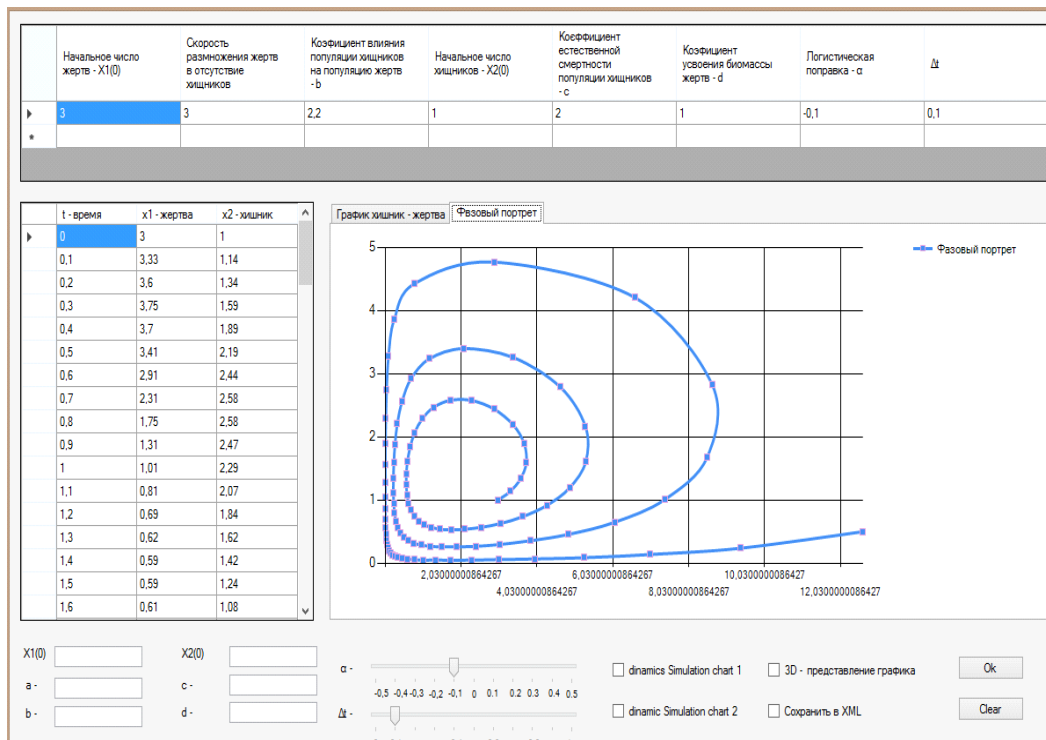 Начальное число жертв - X1(0)
Скорость размножения жертв в отсутствие хищников
Коэфициент влияния популяции хищников на популяцию жертв - b
Начальное число хищников - X2(0)
Коєффициент естественной смертности популяции хищников - c
Коэфициент усвоения биомассы жертв - d
Логистическая поправка - α
Δt
3 3 2,2 1 2 1 -0,1 0,1
*
t - время x1 - жертва x2 - хишник
0 3 1
0,1 3,33 1,14
0,2 3,6 1,34
0,3 3,75 1,59
0,4 3,7 1,89
0,5 3,41 2,19
0,6 2,91 2,44
0,7 2,31 2,58
0,8 1,75 2,58
0,9 1,31 2,47
1 1,01 2,29
1,1 0,81 2,07
1,2 0,69 1,84
1,3 0,62 1,62
1,4 0,59 1,42
1,5 0,59 1,24
1,6 0,61 1,08
График хишник - жертва Фвзовый портрет
5
4
3
2
1
0
2,03000000864267 6,03000000864267 10,0300000086427
4,03000000864267 8,03000000864267 12,0300000086427
Фазовый портрет
X1(0) X2(0)
a - c -
b - d -
α -
-0,5 -0,4 -0,3 -0,2 -0,1 0 0.1 0.2 0.3 0.4 0.5
Δt -
dinamics Simulation chart 1 3D - представление графика Ok
dinamic Simulation chart 2 Сохранить в XML Clear